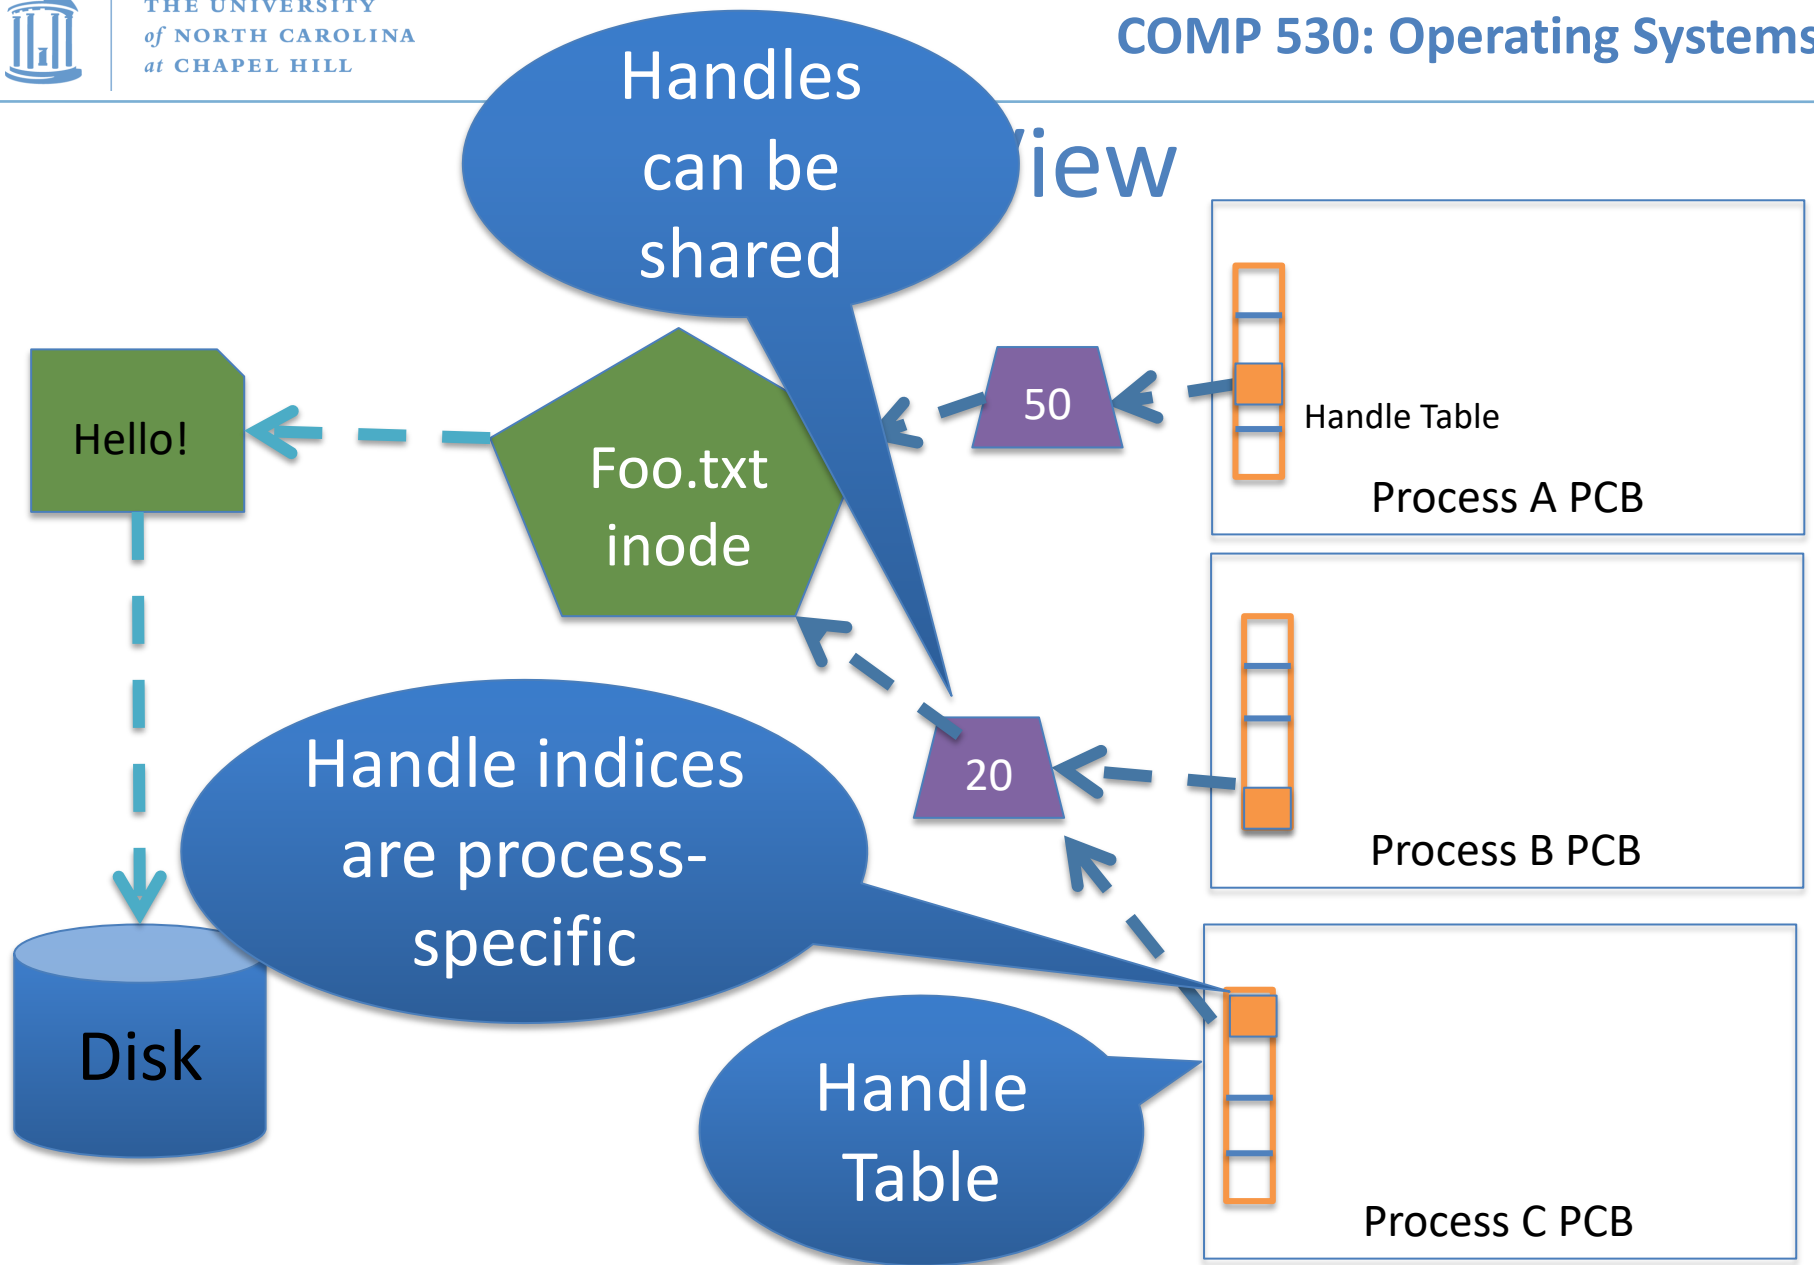 THE UNIVERSITY
of NORTH CAROLINA
at CHAPEL HILL
COMP 530: Operating Systems
Handles
can be
shared
Hello!
Foo.txt
inode
50
Handle Table
Process A PCB
Handle indices
are process-
specific
20
Process B PCB
Disk
Handle
Table
Process C PCB